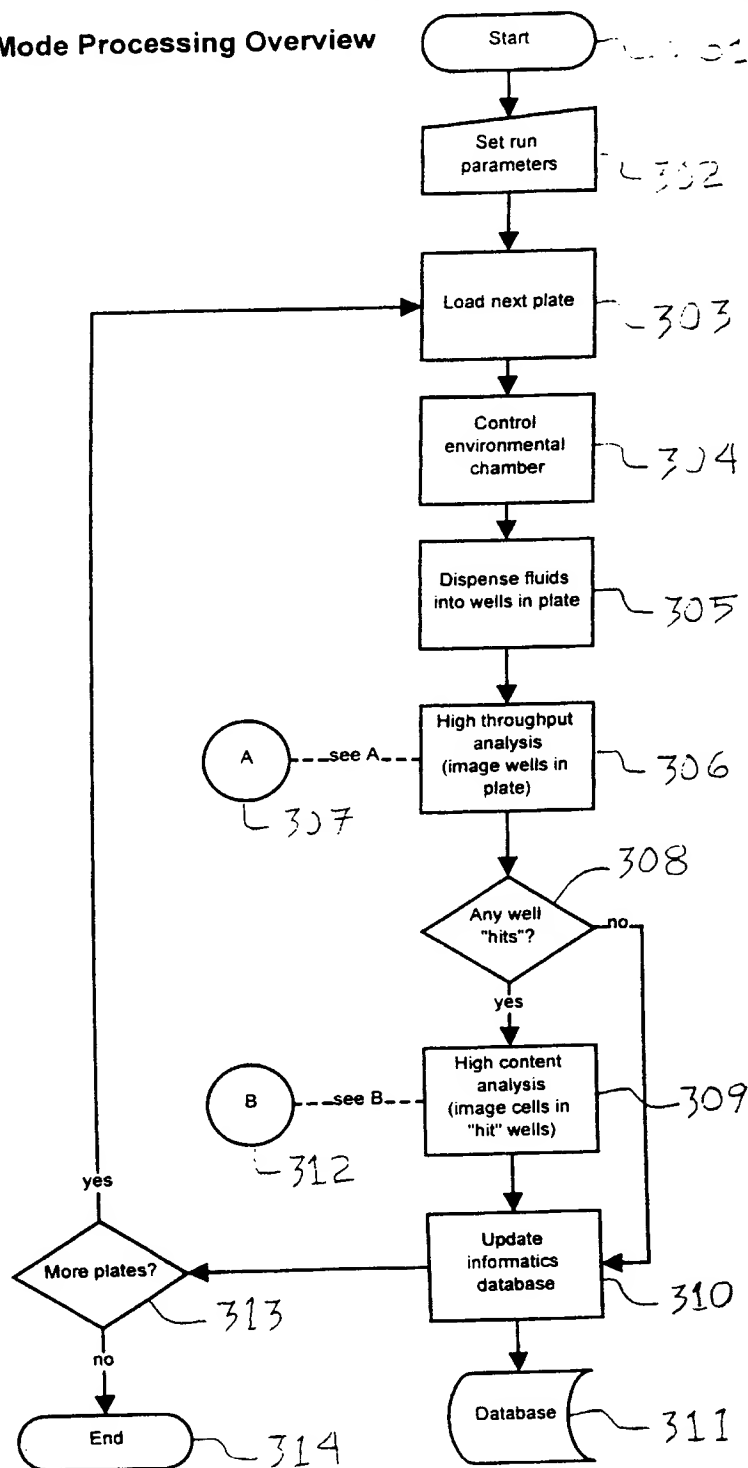 Mode Processing Overview
Start
Set run
parameters
302
Load next plate
303
Control
environmental
chamber
304
Dispense fluids
into wells in plate
305
High throughput
analysis
(image wells in
plate)
306
A
see A
307
308
Any well
"hits"?
no
yes
High content
analysis
(image cells in
"hit" wells)
309
B
see B
312
yes
Update
informatics
database
310
More plates?
313
no
Database
311
End
314